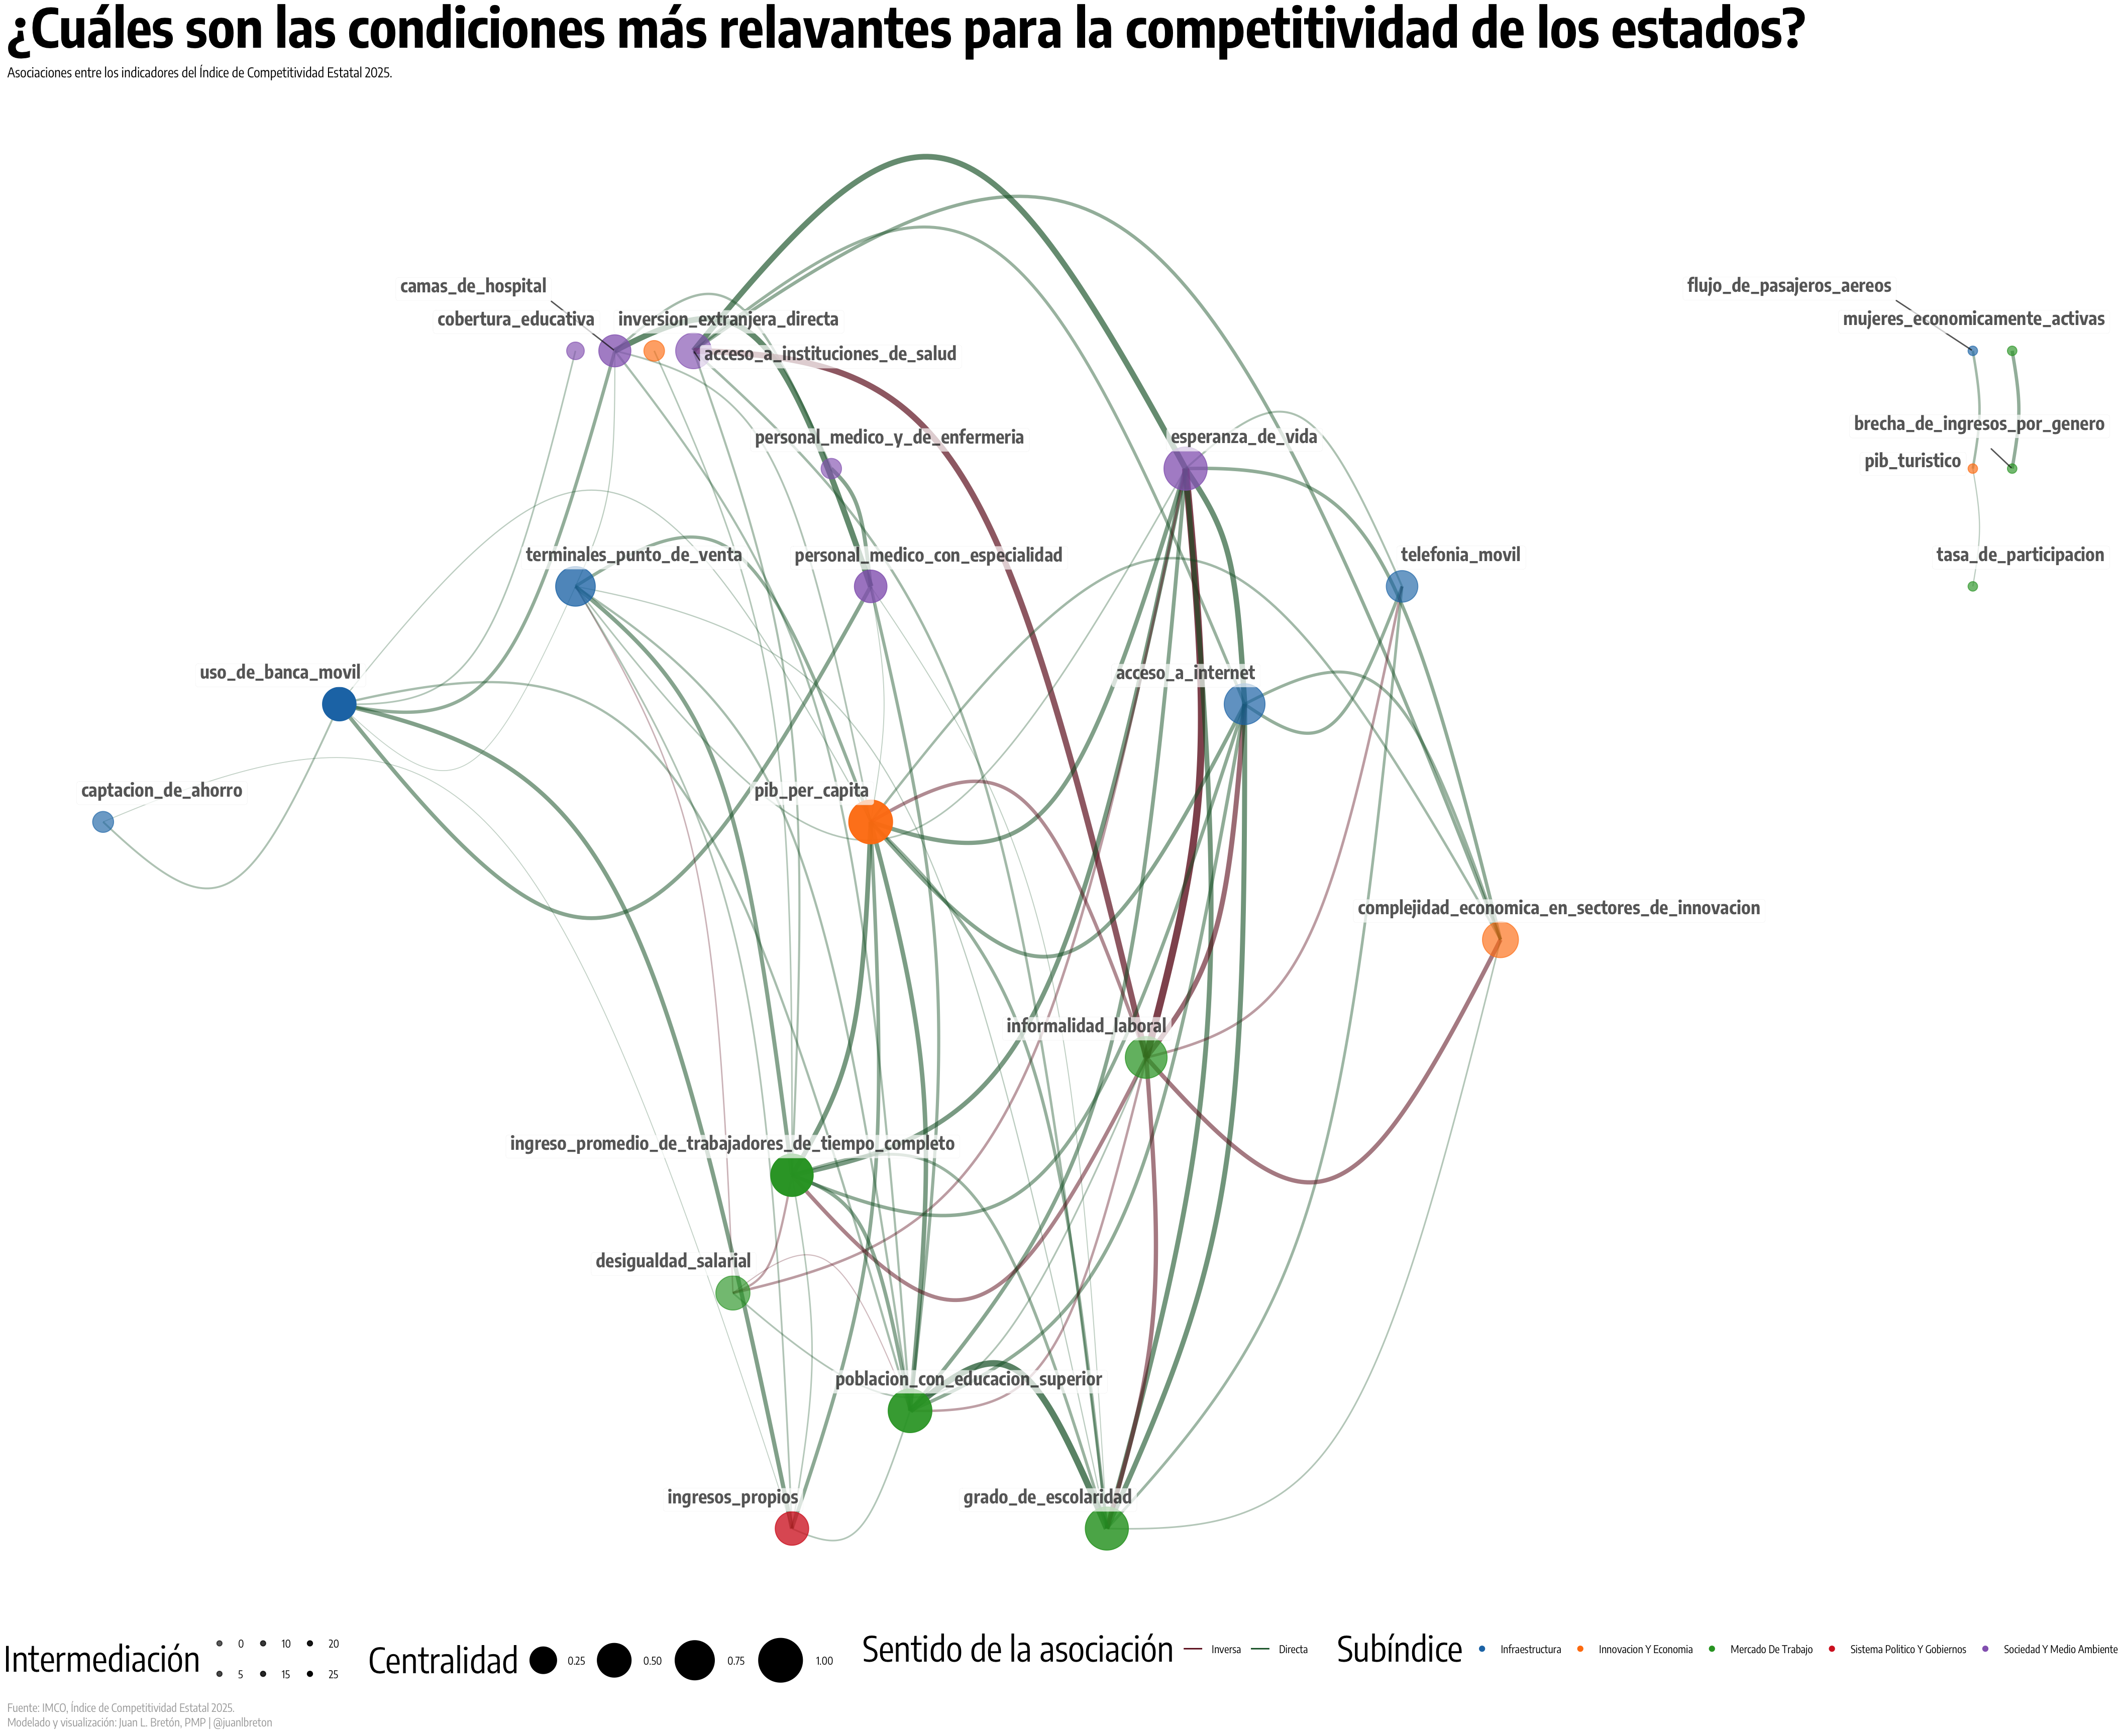 ¿Cuáles son las condiciones más relavantes para la competitividad de los estados?
Asociaciones entre los indicadores del Índice de Competitividad Estatal 2025.
camas_de_hospital
flujo_de_pasajeros_aereos
cobertura_educativa
inversion_extranjera_directa
mujeres_economicamente_activas
acceso_a_instituciones_de_salud
brecha_de_ingresos_por_genero
personal_medico_y_de_enfermeria
esperanza_de_vida
pib_turistico
terminales_punto_de_venta
personal_medico_con_especialidad
telefonia_movil
tasa_de_participacion
uso_de_banca_movil
acceso_a_internet
captacion_de_ahorro
pib_per_capita
complejidad_economica_en_sectores_de_innovacion
informalidad_laboral
ingreso_promedio_de_trabajadores_de_tiempo_completo
desigualdad_salarial
poblacion_con_educacion_superior
ingresos_propios
grado_de_escolaridad
Intermediación
0 10 20
5 15 25
Centralidad
0.25 0.50 0.75 1.00
Sentido de la asociación
Inversa Directa
Subíndice
Infraestructura Innovacion Y Economia Mercado De Trabajo Sistema Politico Y Gobiernos Sociedad Y Medio Ambiente
Fuente: IMCO, Índice de Competitividad Estatal 2025.
Modelado y visualización: Juan L. Bretón, PMP | @juanlbreton